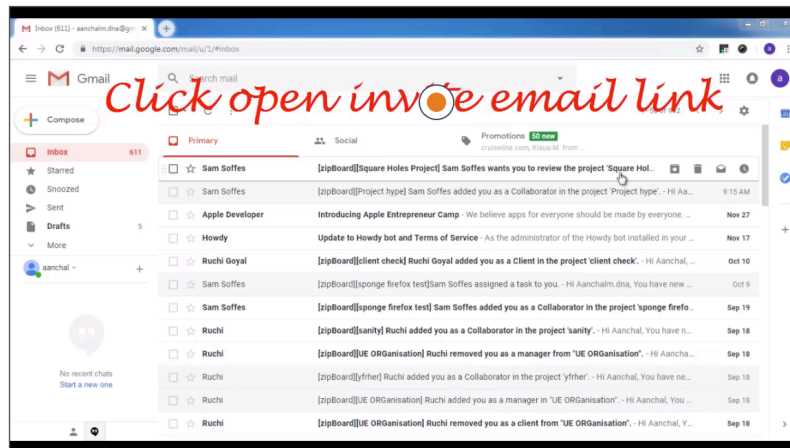 Inbox (611) - aanchalm.dna@gm
https://mail.google.com/mail/u/1/#inbox
Gmail
Search mail
Click open invite email link
Compose
Primary
Social
Promotions 50 new
cruiseline.com, Klaus-M. from ...
Inbox 611
Starred
Snoozed
Sent
Drafts 5
More
aanchal
No recent chats
Start a new one
Sam Soffes [zipBoard][Square Holes Project] Sam Soffes wants you to review the project 'Square Hol...
Sam Soffes [zipBoard][Project hype] Sam Soffes added you as a Collaborator in the project 'Project hype'. - Hi Aa... 9:15 AM
Apple Developer Introducing Apple Entrepreneur Camp - We believe apps for everyone should be made by everyone. ... Nov 27
Howdy Update to Howdy bot and Terms of Service - As the administrator of the Howdy bot installed in your ... Nov 17
Ruchi Goyal [zipBoard][client check] Ruchi Goyal added you as a Client in the project 'client check'. - Hi Aanchal, ... Oct 10
Sam Soffes [zipBoard][sponge firefox test]Sam Soffes assigned a task to you. - Hi Aanchalm.dna, You have new ... Oct 9
Sam Soffes [zipBoard][sponge firefox test] Sam Soffes added you as a Collaborator in the project 'sponge firefo... Sep 19
Ruchi [zipBoard][sanity] Ruchi added you as a Collaborator in the project 'sanity'. - Hi Aanchal, You have n... Sep 18
Ruchi [zipBoard][UE ORGanisation] Ruchi removed you as a manager from "UE ORGanisation". - Hi Aancha... Sep 18
Ruchi [zipBoard][yfrher] Ruchi added you as a Collaborator in the project 'yfrher'. - Hi Aanchal, You have ne... Sep 18
Ruchi [zipBoard][UE ORGanisation] Ruchi added you as a manager in "UE ORGanisation". - Hi Aanchal, You ... Sep 18
Ruchi [zipBoard][UE ORGanisation] Ruchi removed you as a client from "UE ORGanisation". - Hi Aanchal, Y... Sep 18